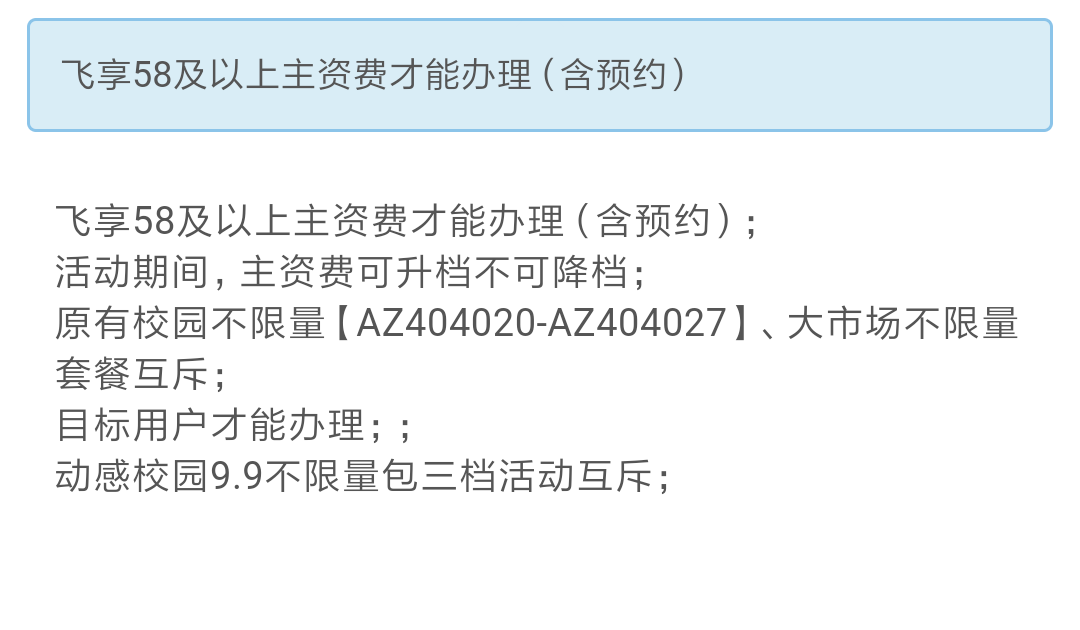 飞享58及以上主资费才能办理（含预约）
飞享58及以上主资费才能办理（含预约）;
活动期间, 主资费可升档不可降档;
原有校园不限量【AZ404020-AZ404027】、大市场不限量
套餐互斥;
目标用户才能办理; ;
动感校园9.9不限量包三档活动互斥;